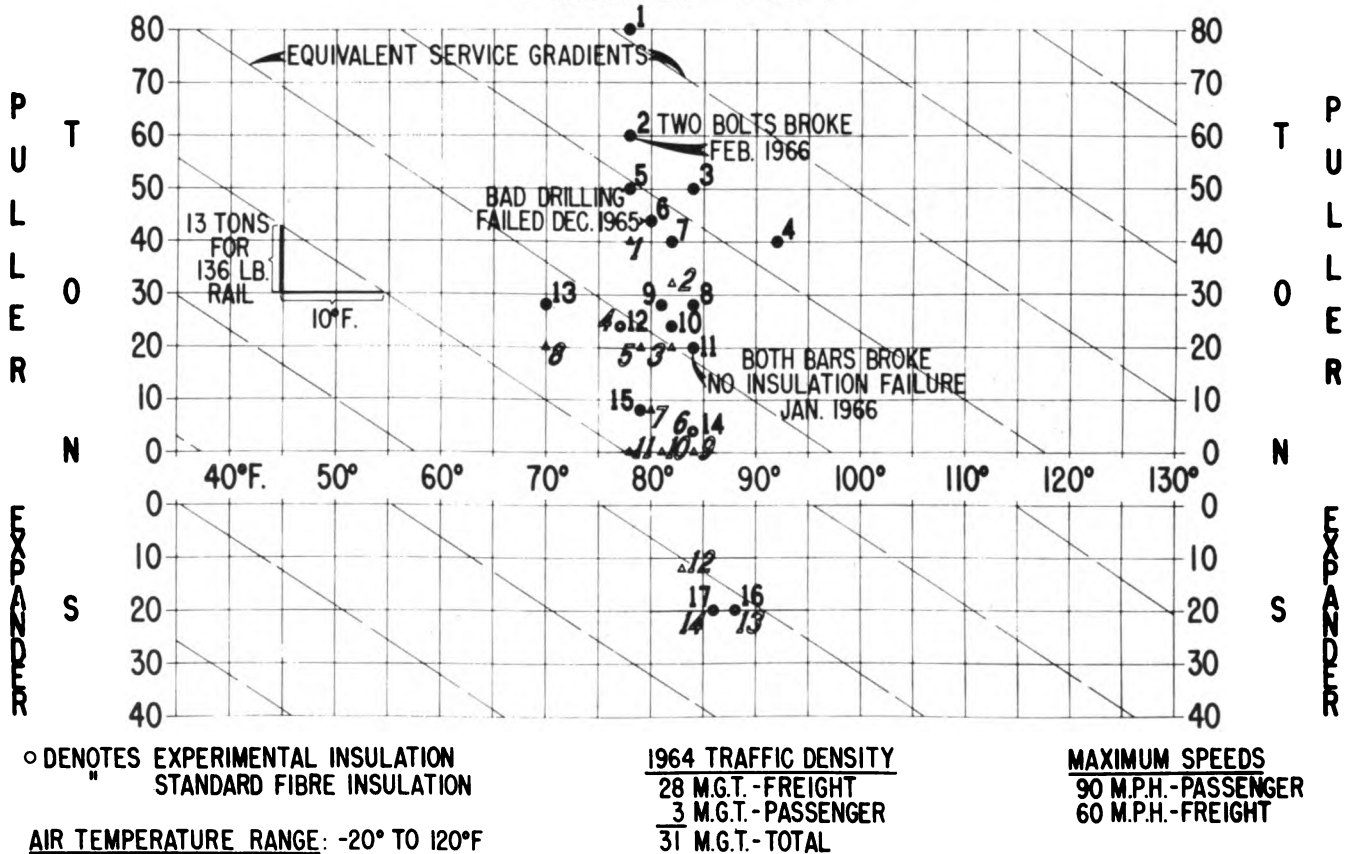 80 1 80
EQUIVALENT SERVICE GRADIENTS
70 70
60 2 TWO BOLTS BROKE 60
FEB. 1966
50 5 3 50
BAD DRILLING 6
FAILED DEC. 1965 7 4
13 TONS
FOR
136 LB.
RAIL
40 1 40
2
30 13 9 8 30
10°F. 4 12 10
20 8 5 3 11 20
BOTH BARS BROKE
NO INSULATION FAILURE
JAN. 1966
10 15 7 6 14 10
0 11 10 9 0
40°F. 50° 60° 70° 80° 90° 100° 110° 120° 130°
0 0
10 12 10
17 16
20 14 13 20
30 30
40 40
PULLER
TONS
EXPANDER
TONS
PULLER
EXPANDER
○ DENOTES EXPERIMENTAL INSULATION
" STANDARD FIBRE INSULATION
AIR TEMPERATURE RANGE: -20° TO 120°F
1964 TRAFFIC DENSITY
28 M.G.T. - FREIGHT
3 M.G.T. - PASSENGER
31 M.G.T. - TOTAL
MAXIMUM SPEEDS
90 M.P.H. - PASSENGER
60 M.P.H. - FREIGHT